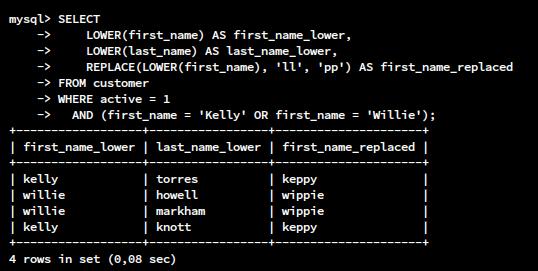 mysql> SELECT
    ->     LOWER(first_name) AS first_name_lower,
    ->     LOWER(last_name) AS last_name_lower,
    ->     REPLACE(LOWER(first_name), 'll', 'pp') AS first_name_replaced
    -> FROM customer
    -> WHERE active = 1
    ->   AND (first_name = 'Kelly' OR first_name = 'Willie');
+------------------+-----------------+---------------------+
| first_name_lower | last_name_lower | first_name_replaced |
+------------------+-----------------+---------------------+
| kelly            | torres          | keppy               |
| willie           | howell          | wippie              |
| willie           | markham         | wippie              |
| kelly            | knott           | keppy               |
+------------------+-----------------+---------------------+
4 rows in set (0,08 sec)